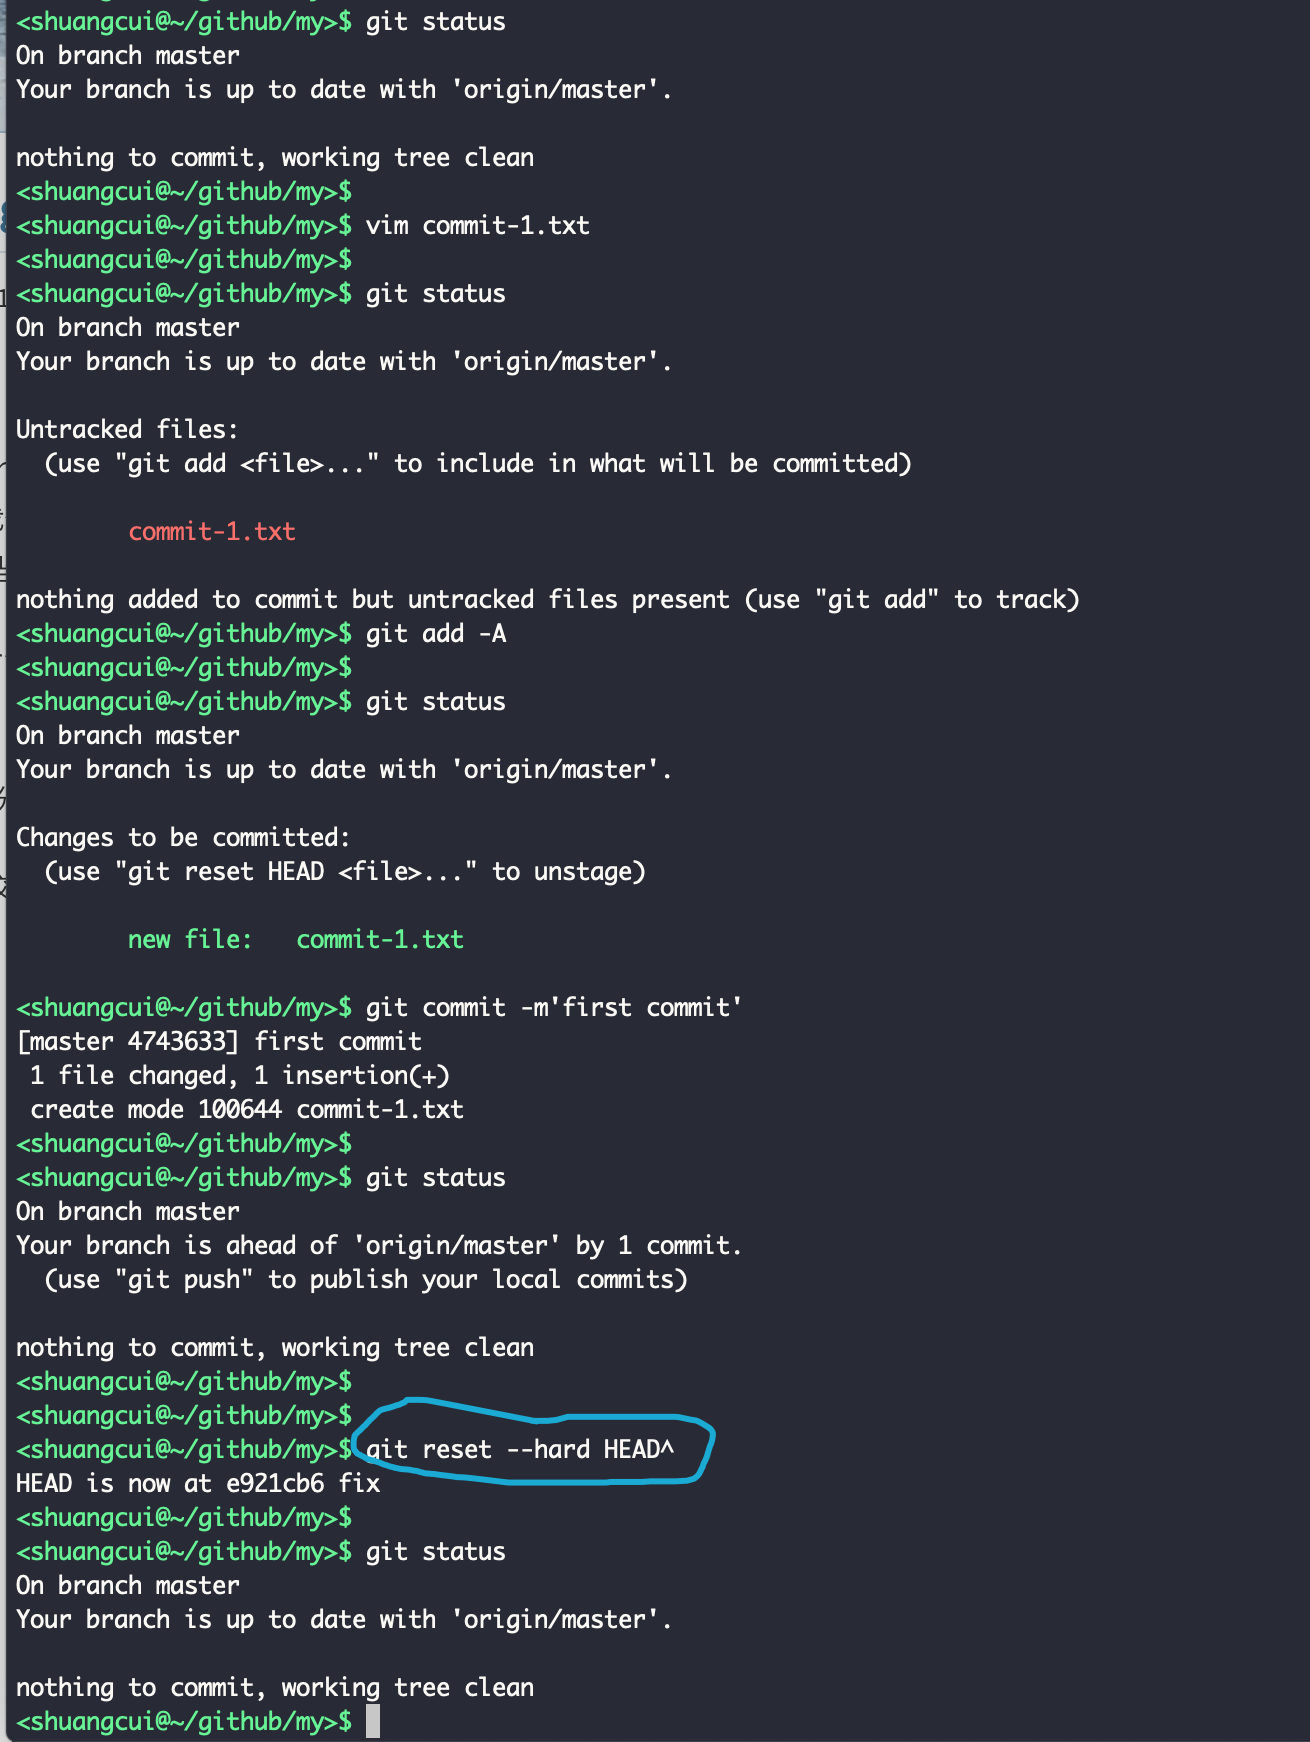 <shuangcui@~/github/my>$ git status
On branch master
Your branch is up to date with 'origin/master'.
nothing to commit, working tree clean
<shuangcui@~/github/my>$
<shuangcui@~/github/my>$ vim commit-1.txt
<shuangcui@~/github/my>$
<shuangcui@~/github/my>$ git status
On branch master
Your branch is up to date with 'origin/master'.
Untracked files:
  (use "git add <file>..." to include in what will be committed)
        commit-1.txt
nothing added to commit but untracked files present (use "git add" to track)
<shuangcui@~/github/my>$ git add -A
<shuangcui@~/github/my>$
<shuangcui@~/github/my>$ git status
On branch master
Your branch is up to date with 'origin/master'.
Changes to be committed:
  (use "git reset HEAD <file>..." to unstage)
        new file:   commit-1.txt
<shuangcui@~/github/my>$ git commit -m'first commit'
[master 4743633] first commit
 1 file changed, 1 insertion(+)
 create mode 100644 commit-1.txt
<shuangcui@~/github/my>$
<shuangcui@~/github/my>$ git status
On branch master
Your branch is ahead of 'origin/master' by 1 commit.
  (use "git push" to publish your local commits)
nothing to commit, working tree clean
<shuangcui@~/github/my>$
<shuangcui@~/github/my>$
<shuangcui@~/github/my>$ git reset --hard HEAD^
HEAD is now at e921cb6 fix
<shuangcui@~/github/my>$
<shuangcui@~/github/my>$ git status
On branch master
Your branch is up to date with 'origin/master'.
nothing to commit, working tree clean
<shuangcui@~/github/my>$